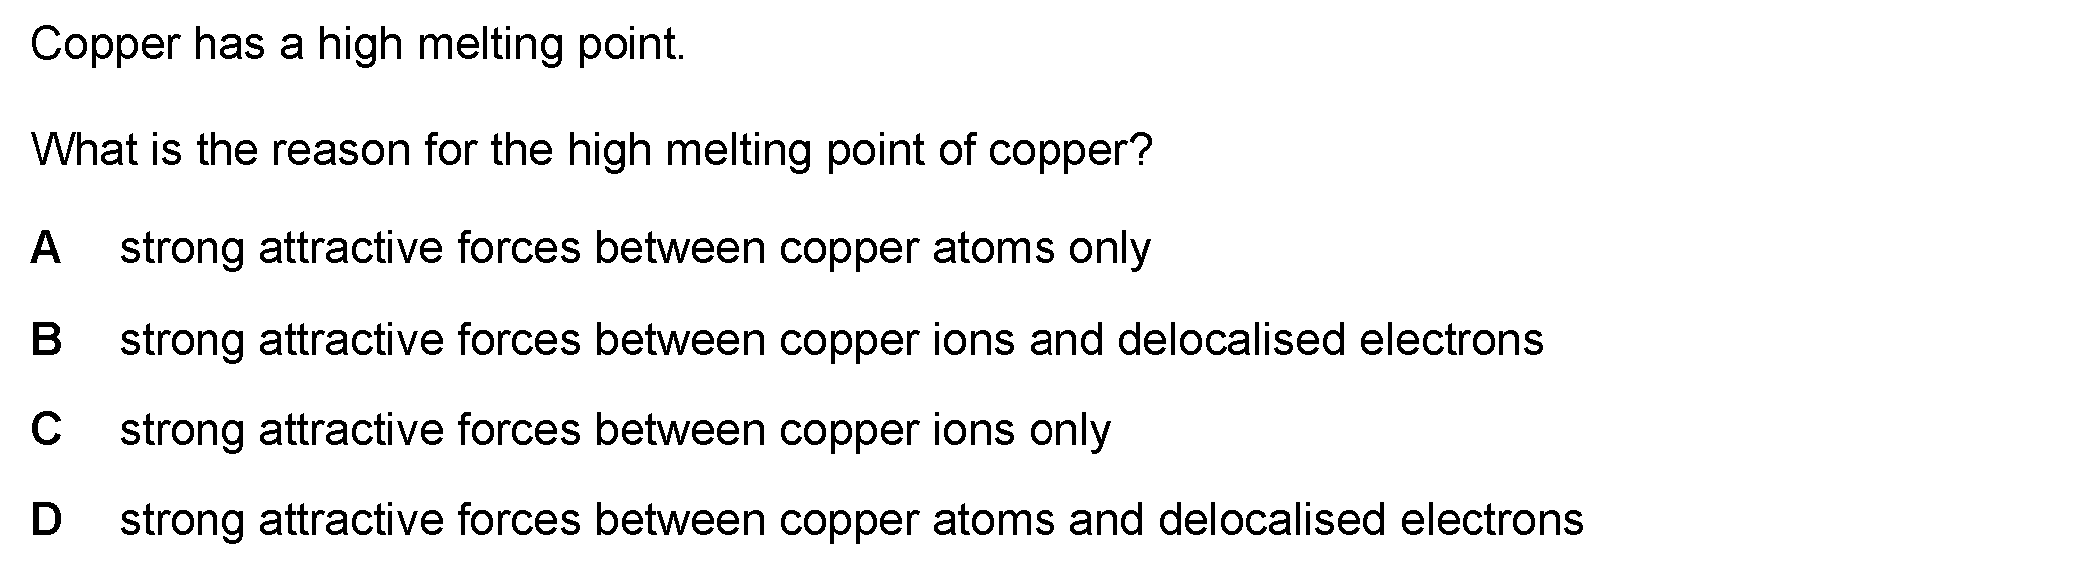 Copper has a high melting point.
What is the reason for the high melting point of copper?
A strong attractive forces between copper atoms only
B strong attractive forces between copper ions and delocalised electrons
C strong attractive forces between copper ions only
D strong attractive forces between copper atoms and delocalised electrons